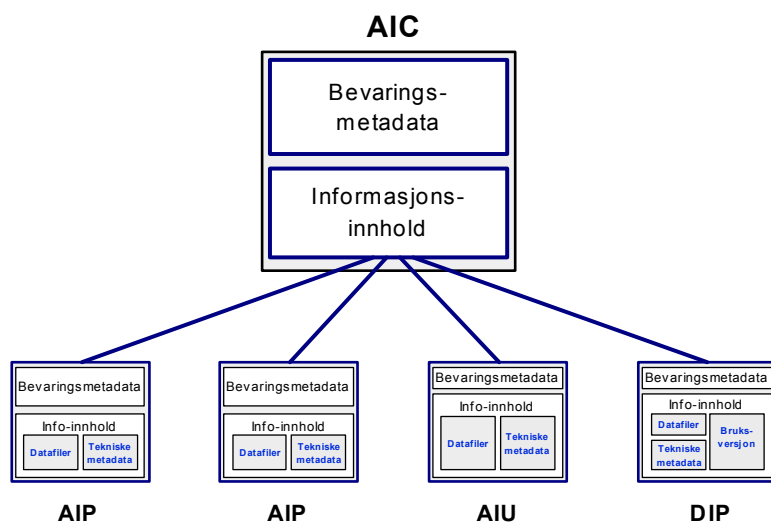 AIC
Bevarings-
metadata
Informasjons-
innhold
Bevaringsmetadata
Info-innhold
Datafiler
Tekniske
metadata
AIP
Bevaringsmetadata
Info-innhold
Datafiler
Tekniske
metadata
AIP
Bevaringsmetadata
Info-innhold
Datafiler
Tekniske
metadata
AIU
Bevaringsmetadata
Info-innhold
Datafiler
Tekniske
metadata
Bruks-
versjon
DIP